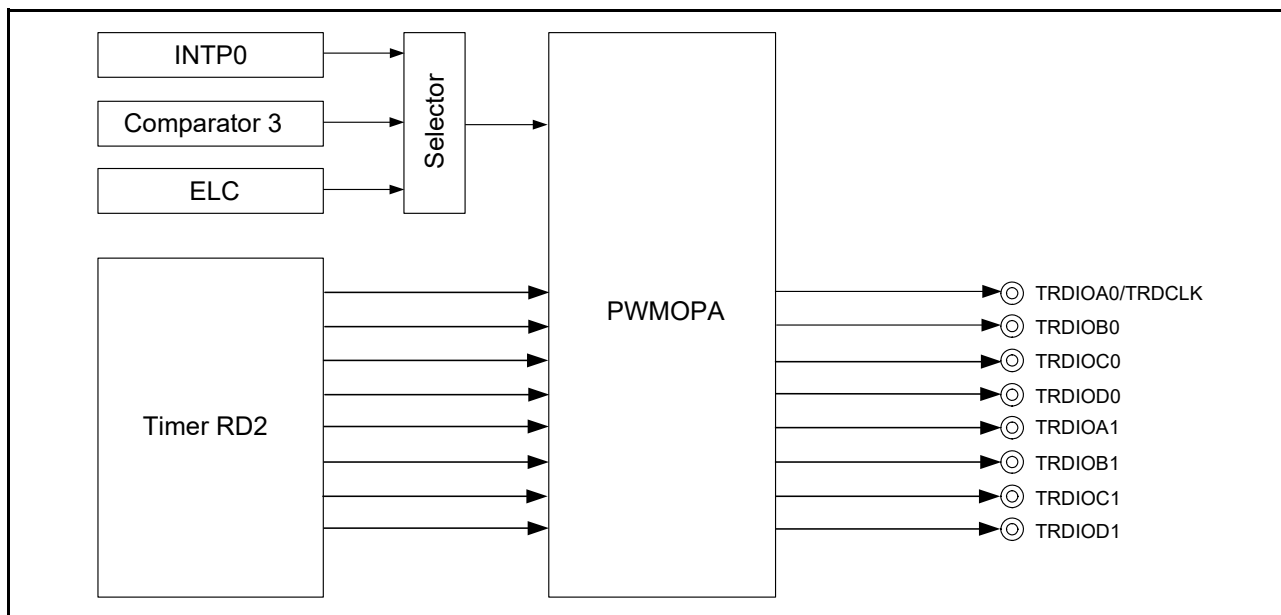 INTP0
Comparator 3
ELC
Selector
Timer RD2
PWMOPA
TRDIOA0/TRDCLK
TRDIOB0
TRDIOC0
TRDIOD0
TRDIOA1
TRDIOB1
TRDIOC1
TRDIOD1